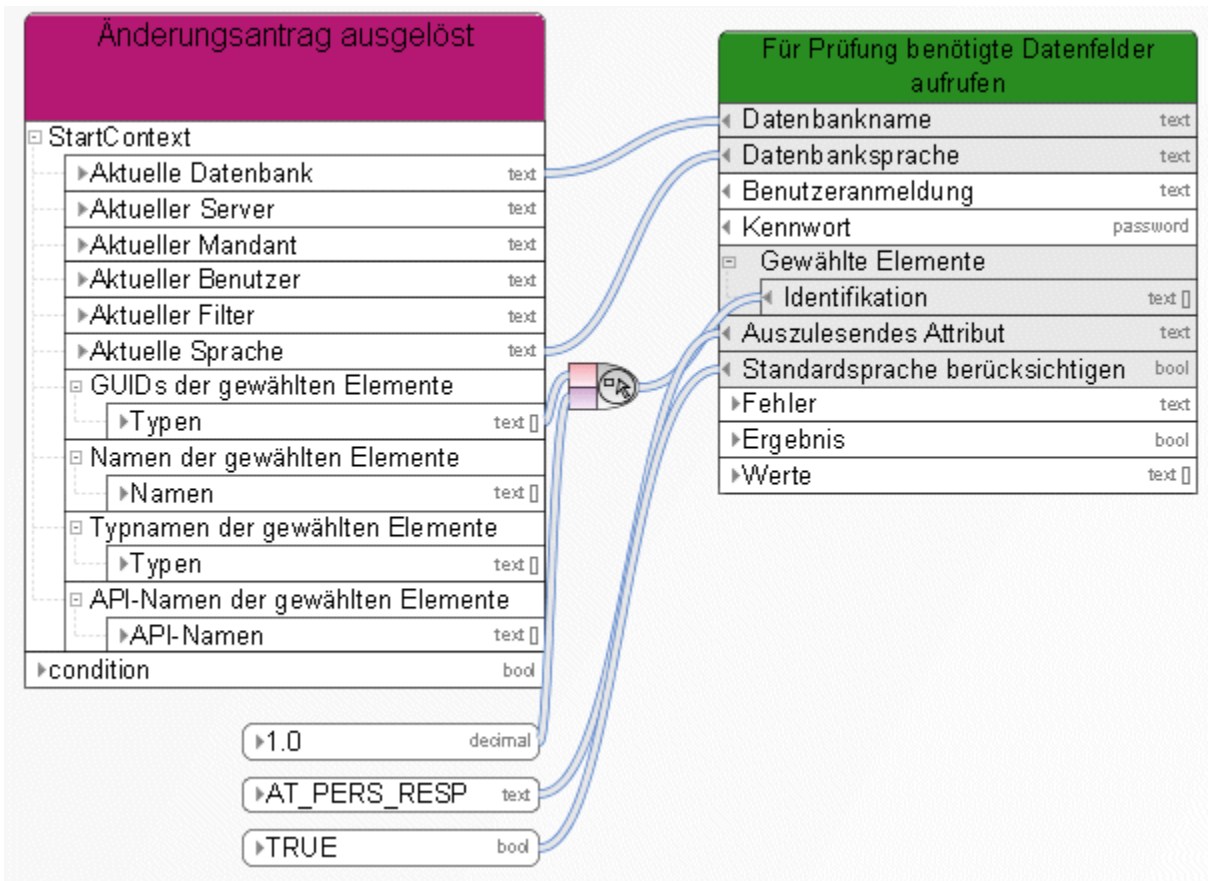 Änderungsantrag ausgelöst
StartContext
Aktuelle Datenbank text
Aktueller Server text
Aktueller Mandant text
Aktueller Benutzer text
Aktueller Filter text
Aktuelle Sprache text
GUIDs der gewählten Elemente
Typen text []
Namen der gewählten Elemente
Namen text []
Typnamen der gewählten Elemente
Typen text []
API-Namen der gewählten Elemente
API-Namen text []
condition bool
1.0 decimal
AT_PERS_RESP text
TRUE bool
Für Prüfung benötigte Datenfelder
aufrufen
Datenbankname text
Datenbanksprache text
Benutzeranmeldung text
Kennwort password
Gewählte Elemente
Identifikation text []
Auszulesendes Attribut text
Standardsprache berücksichtigen bool
Fehler text
Ergebnis bool
Werte text []